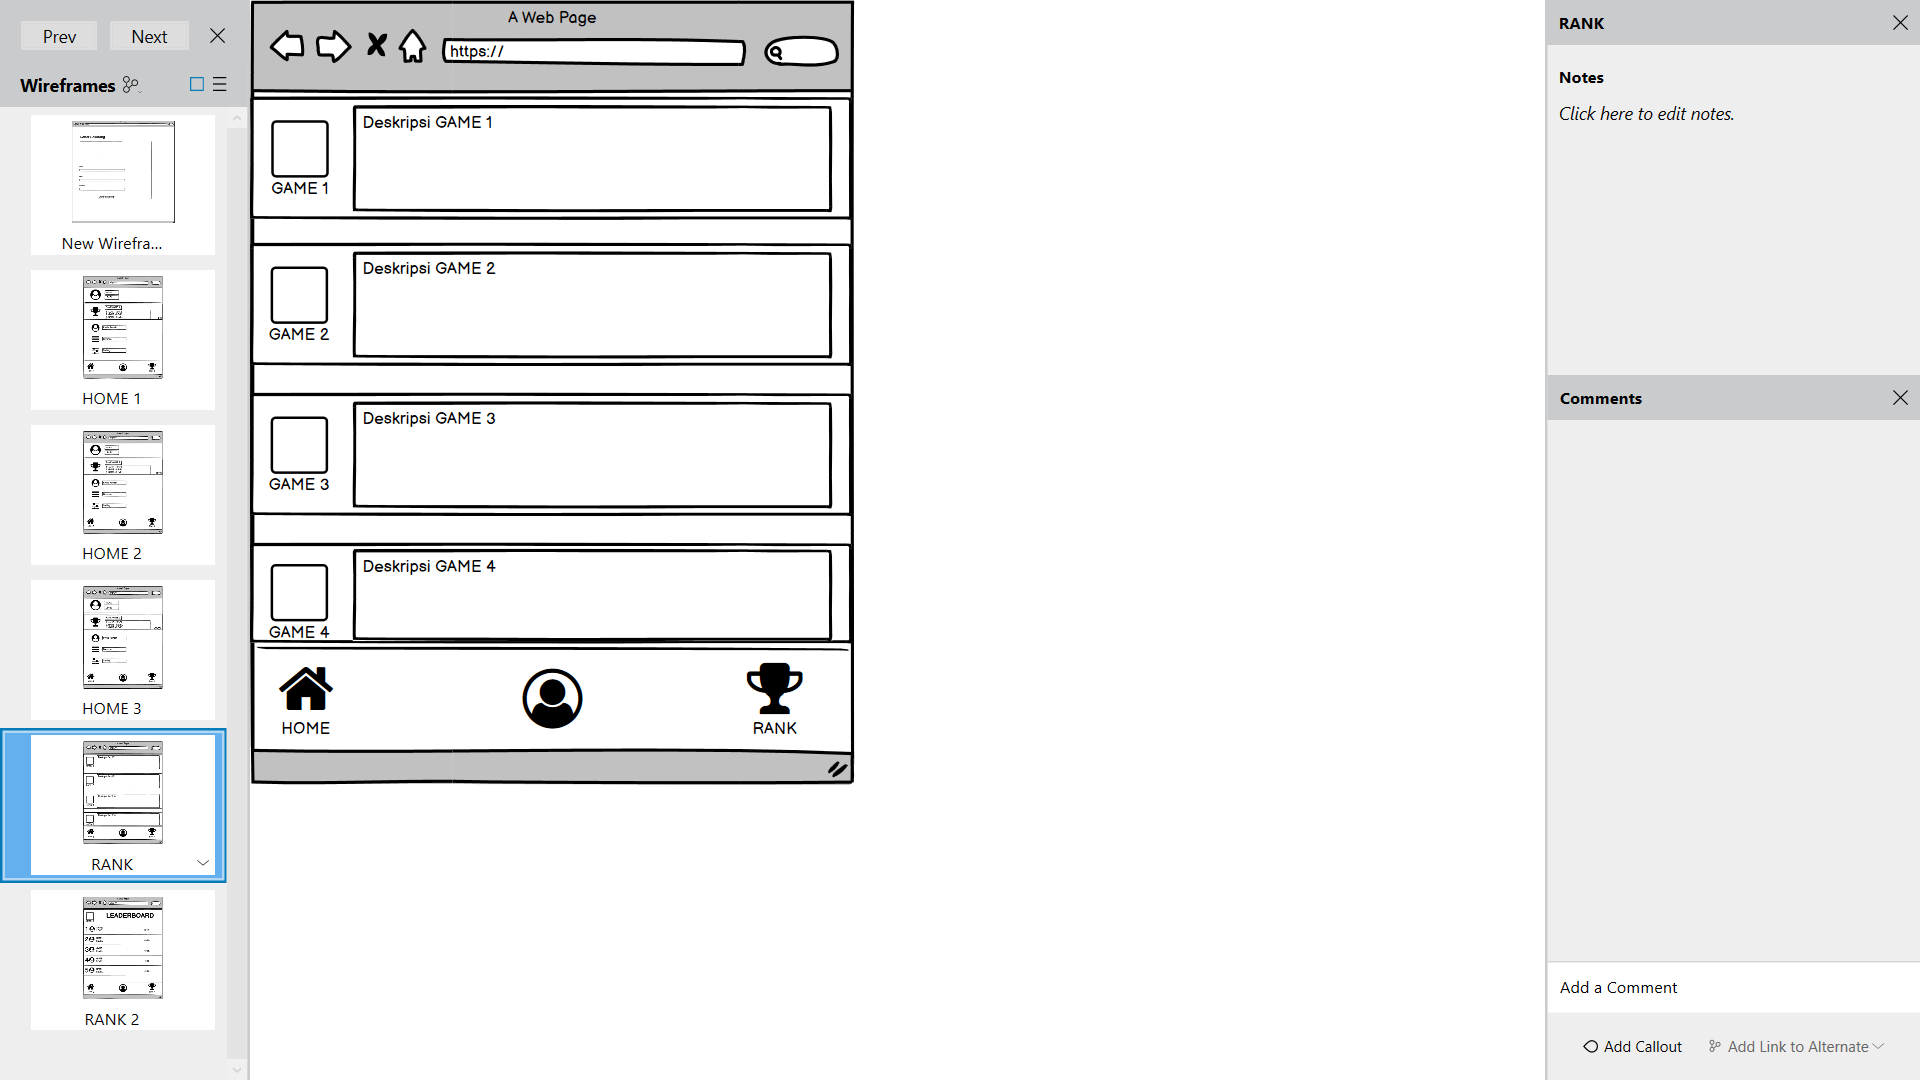 Prev
Next
Wireframes
New Wirefra...
HOME 1
HOME 2
HOME 3
RANK
LEADERBOARD
RANK 2
A Web Page
https://
Deskripsi GAME 1
GAME 1
Deskripsi GAME 2
GAME 2
Deskripsi GAME 3
GAME 3
Deskripsi GAME 4
GAME 4
HOME
RANK
RANK
Notes
Click here to edit notes.
Comments
Add a Comment
Add Callout
Add Link to Alternate